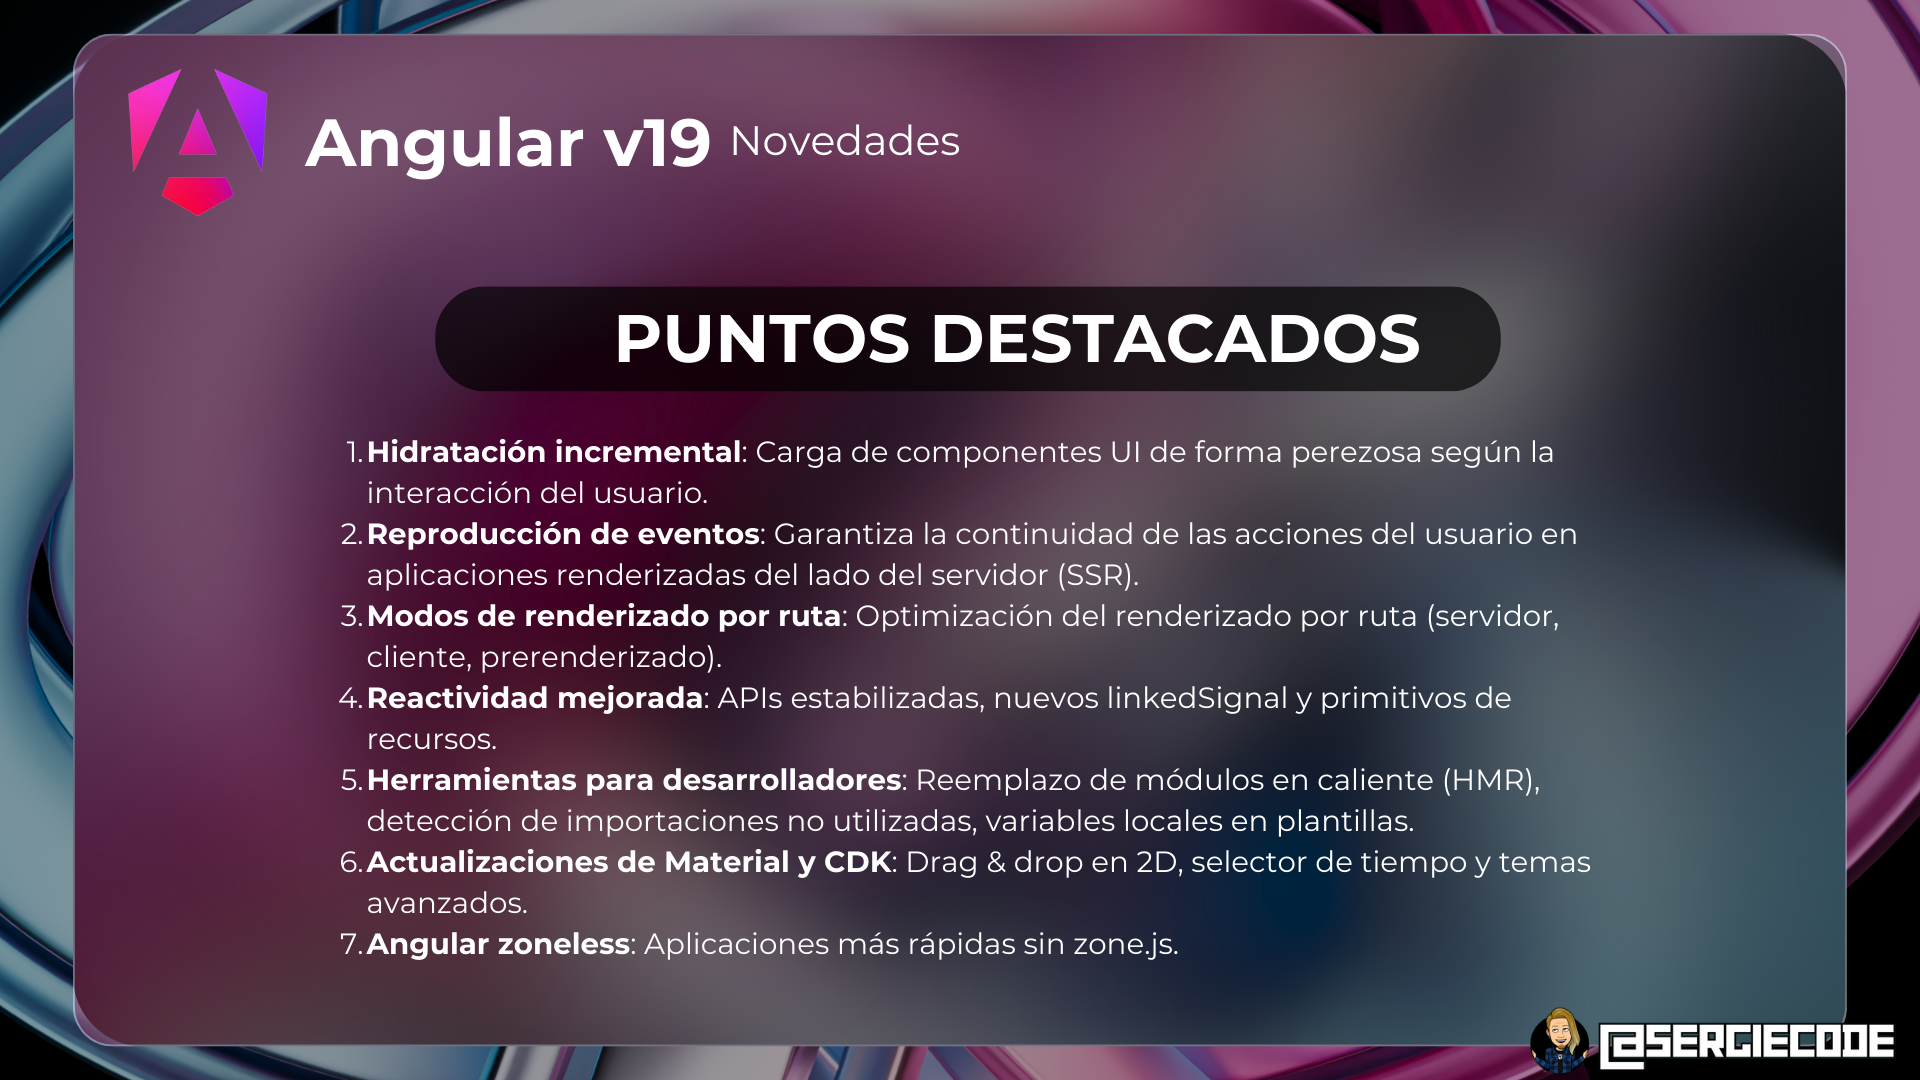 Angular v19 Novedades
PUNTOS DESTACADOS
1. Hidratación incremental: Carga de componentes UI de forma perezosa según la
interacción del usuario.
2. Reproducción de eventos: Garantiza la continuidad de las acciones del usuario en
aplicaciones renderizadas del lado del servidor (SSR).
3. Modos de renderizado por ruta: Optimización del renderizado por ruta (servidor,
cliente, prerenderizado).
4. Reactividad mejorada: APIs estabilizadas, nuevos linkedSignal y primitivos de
recursos.
5. Herramientas para desarrolladores: Reemplazo de módulos en caliente (HMR),
detección de importaciones no utilizadas, variables locales en plantillas.
6. Actualizaciones de Material y CDK: Drag & drop en 2D, selector de tiempo y temas
avanzados.
7. Angular zoneless: Aplicaciones más rápidas sin zone.js.
@SERGIECODE